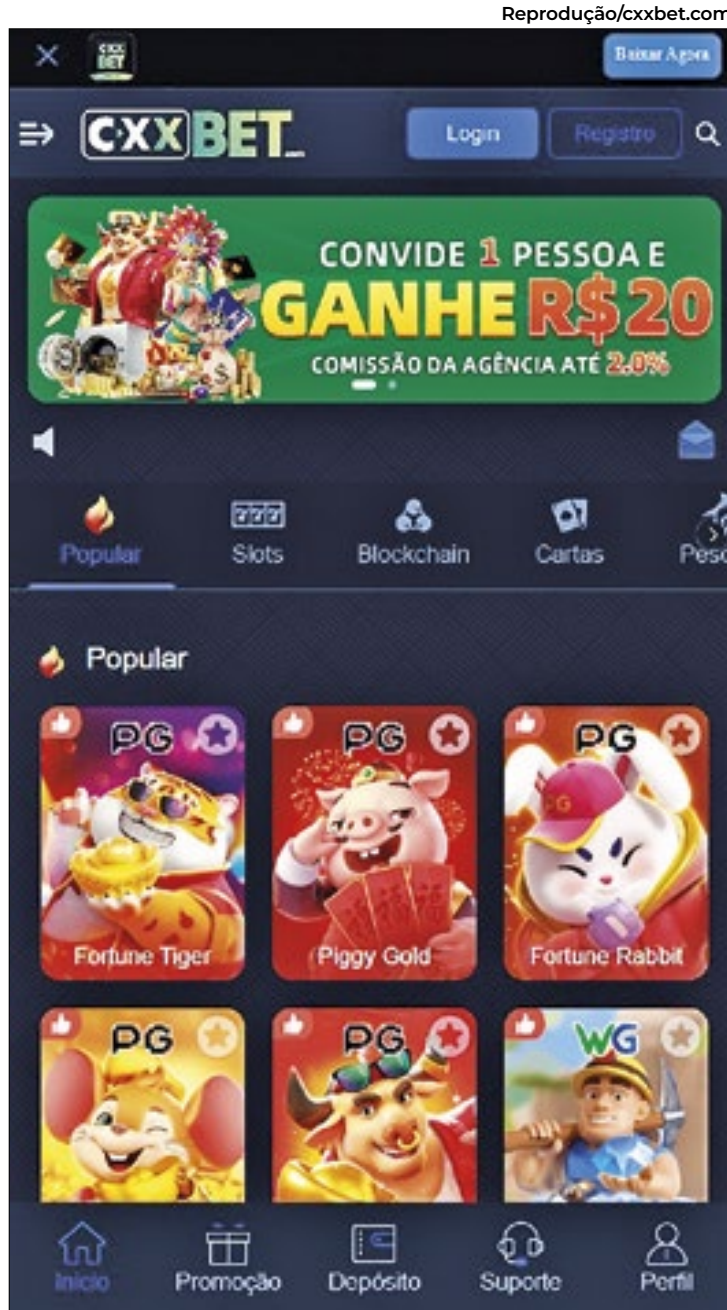 Reprodução/cxxbet.com
CXX
BET
Baixar Agora
CXXBET
Login
Registro
CONVIDE 1 PESSOA E
GANHE R$20
COMISSÃO DA AGÊNCIA ATÉ 2.0%
Popular
Slots
Blockchain
Cartas
Pesc
Popular
PG
PG
PG
PG
Fortune Tiger
Piggy Gold
Fortune Rabbit
PG
PG
WG
Início
Promoção
Depósito
Suporte
Perfil